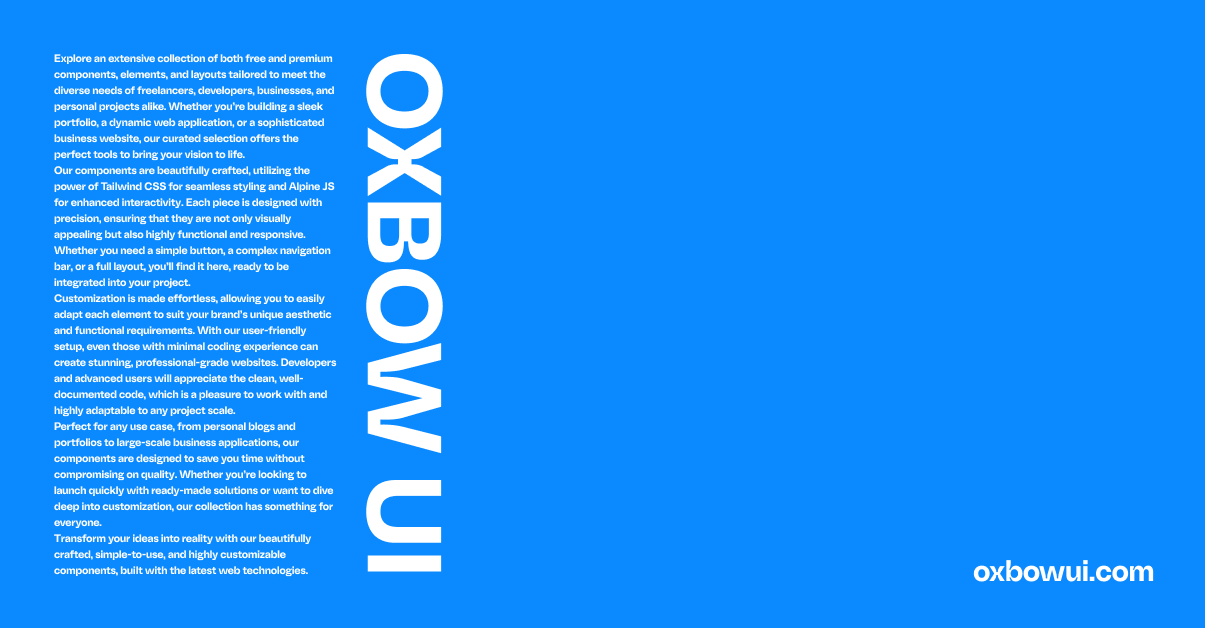 Explore an extensive collection of both free and premium
components, elements, and layouts tailored to meet the
diverse needs of freelancers, developers, businesses, and
personal projects alike. Whether you're building a sleek
portfolio, a dynamic web application, or a sophisticated
business website, our curated selection offers the
perfect tools to bring your vision to life.
Our components are beautifully crafted, utilizing the
power of Tailwind CSS for seamless styling and Alpine JS
for enhanced interactivity. Each piece is designed with
precision, ensuring that they are not only visually
appealing but also highly functional and responsive.
Whether you need a simple button, a complex navigation
bar, or a full layout, you'll find it here, ready to be
integrated into your project.
Customization is made effortless, allowing you to easily
adapt each element to suit your brand's unique aesthetic
and functional requirements. With our user-friendly
setup, even those with minimal coding experience can
create stunning, professional-grade websites. Developers
and advanced users will appreciate the clean, well-
documented code, which is a pleasure to work with and
highly adaptable to any project scale.
Perfect for any use case, from personal blogs and
portfolios to large-scale business applications, our
components are designed to save you time without
compromising on quality. Whether you're looking to
launch quickly with ready-made solutions or want to dive
deep into customization, our collection has something for
everyone.
Transform your ideas into reality with our beautifully
crafted, simple-to-use, and highly customizable
components, built with the latest web technologies.
OXBOW UI
oxbowui.com